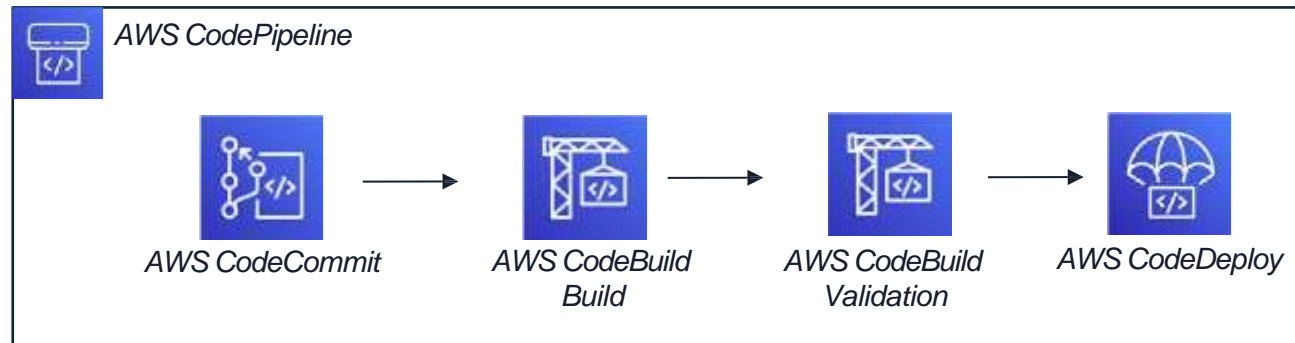 AWS CodePipeline
</>
</>
</>
</>
</>
AWS CodeCommit
AWS CodeBuild
Build
AWS CodeBuild
Validation
AWS CodeDeploy